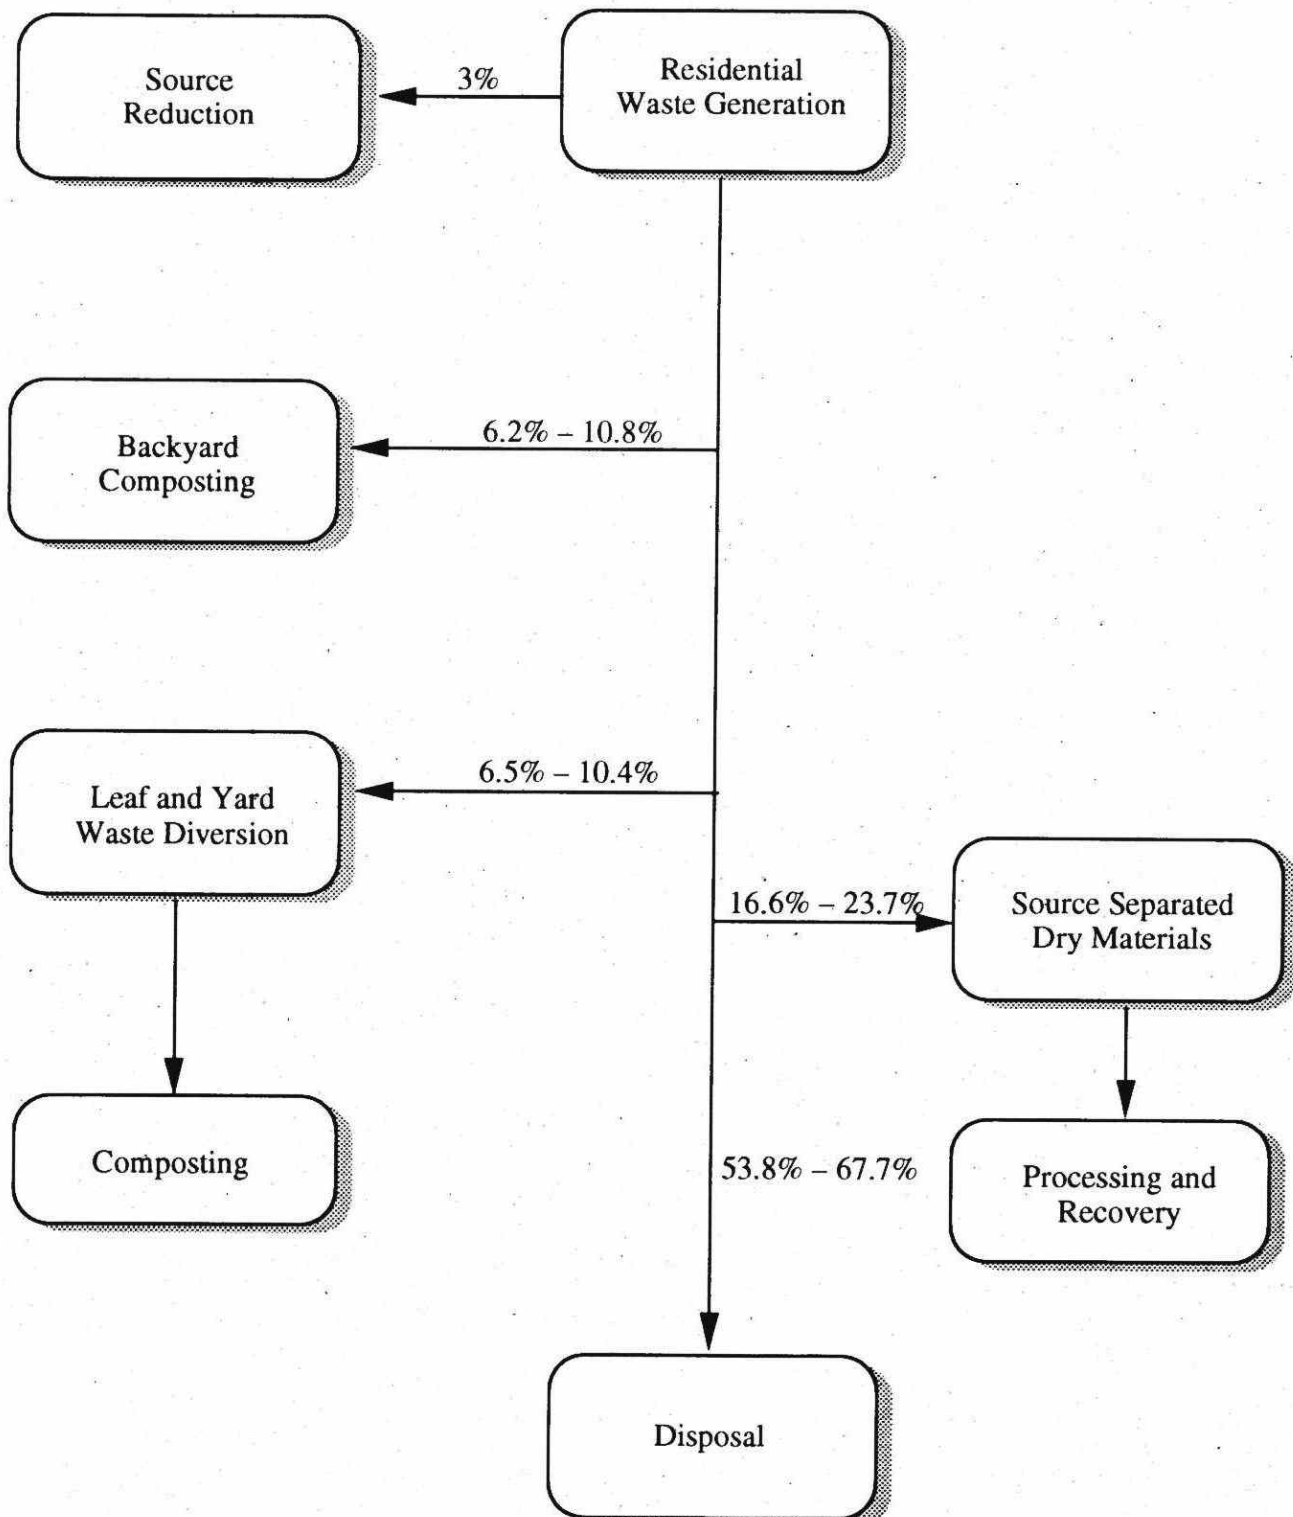 Source
Reduction
3%
Residential
Waste Generation
Backyard
Composting
6.2% – 10.8%
Leaf and Yard
Waste Diversion
6.5% – 10.4%
16.6% – 23.7%
Source Separated
Dry Materials
Composting
53.8% – 67.7%
Processing and
Recovery
Disposal